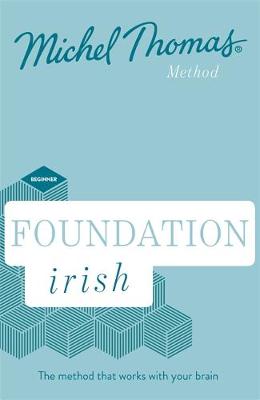 Michel Thomas®
Method
BEGINNER
FOUNDATION
irish
The method that works with your brain